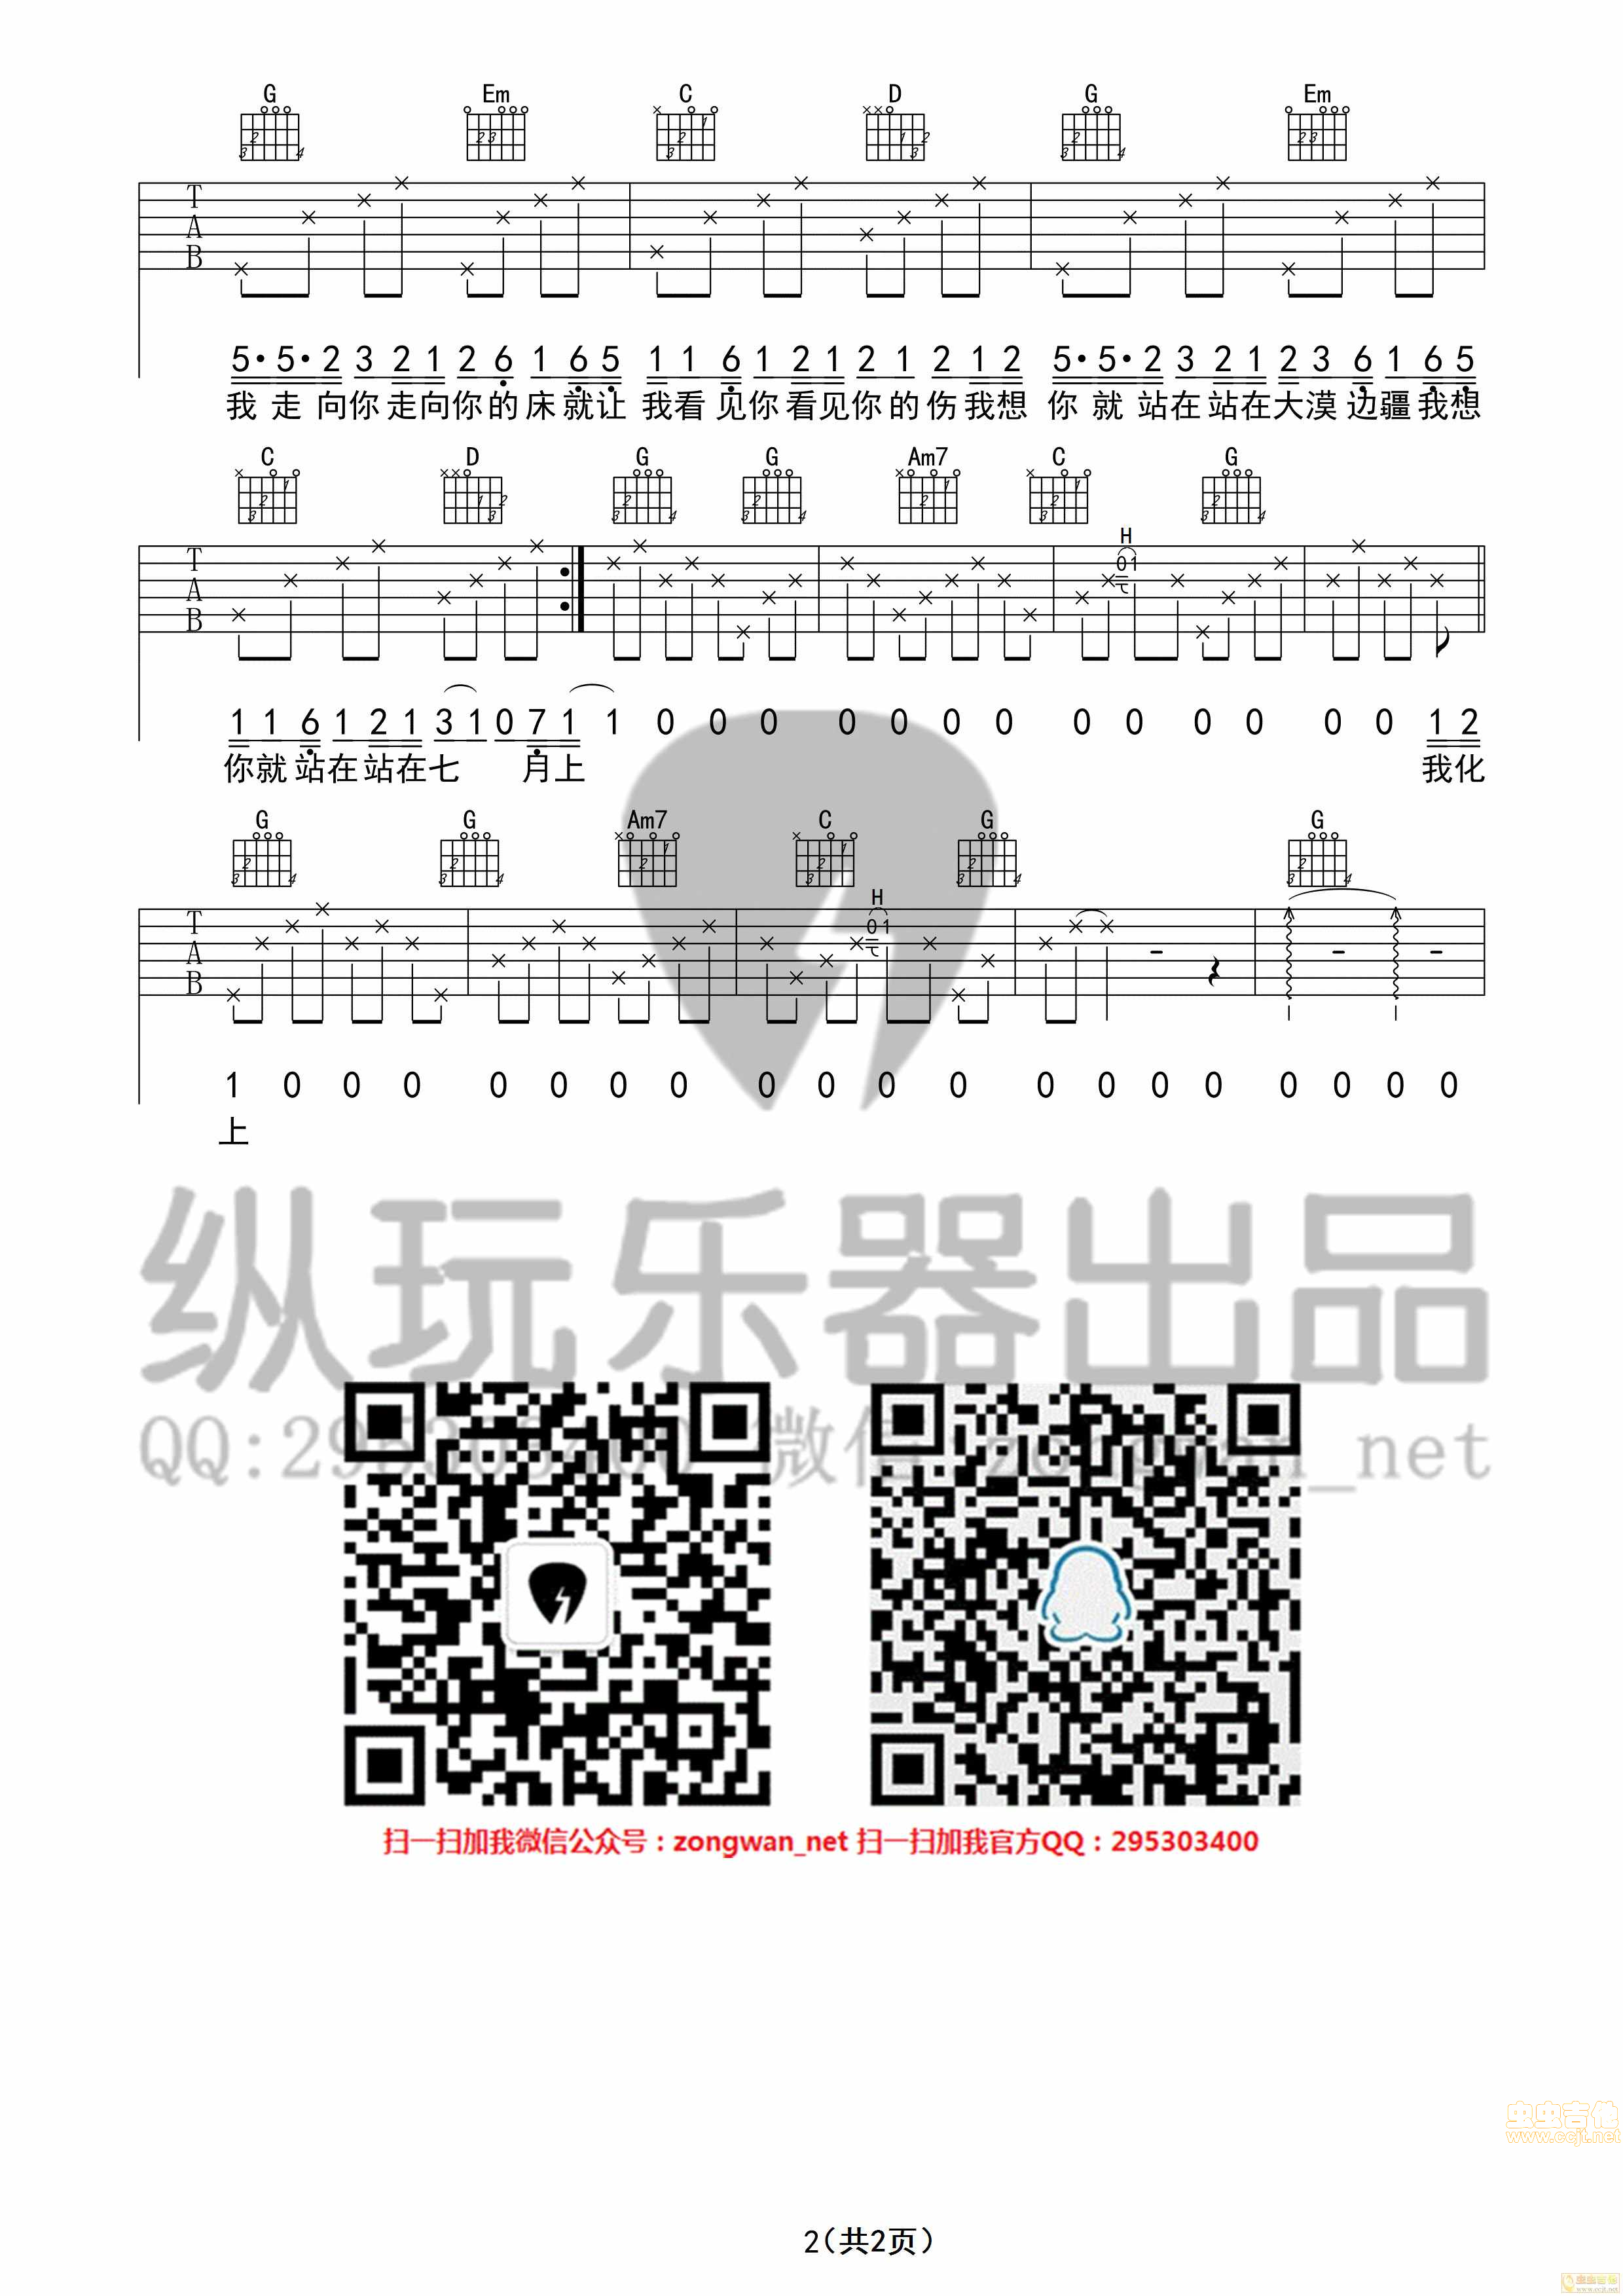 G Em C D G Em
T
A
B
5·5·2 3 2 1 2 6 1 6 5 1 1 6 1 2 1 2 1 2 1 2 5·5·2 3 2 1 2 3 6 1 6 5
我 走 向你 走向你的床就让 我看 见你看见你的伤我想 你 就 站在站在大漠 边疆我想
C D G G Am7 C G
H
T 0 1
A
B
1 1 6 1 2 1 3 1 0 7 1 1 0 0 0 0 0 0 0 0 0 0 0 0 0 1 2
你就 站在站在七 月上 我化
G G Am7 C G G
H
T 0 1
A
B
1 0 0 0 0 0 0 0 0 0 0 0 0 0 0 0 0 0 0 0
上
纵玩乐器出品
QQ:295303400 微信:zongwan_net
扫一扫加我微信公众号：zongwan_net 扫一扫加我官方QQ：295303400
虫虫吉他
www.ccjt.net
2(共2页)
虫虫吉他
www.ccjt.net